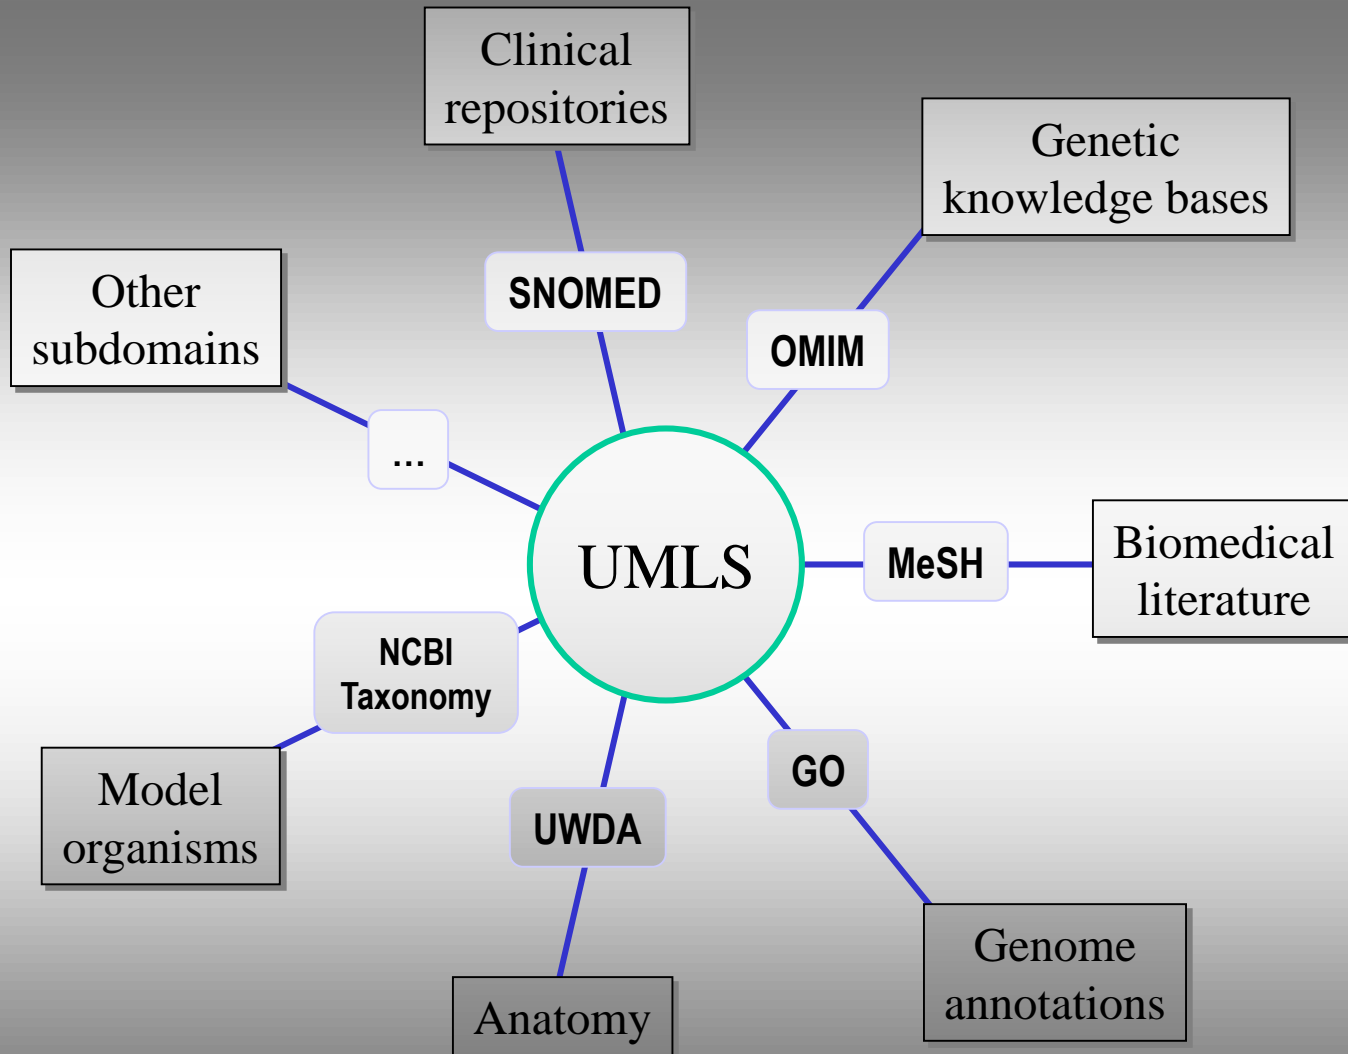 Clinical
repositories
Genetic
knowledge bases
SNOMED
OMIM
Other
subdomains
...
UMLS
MeSH
Biomedical
literature
NCBI
Taxonomy
GO
Model
organisms
UWDA
Genome
annotations
Anatomy